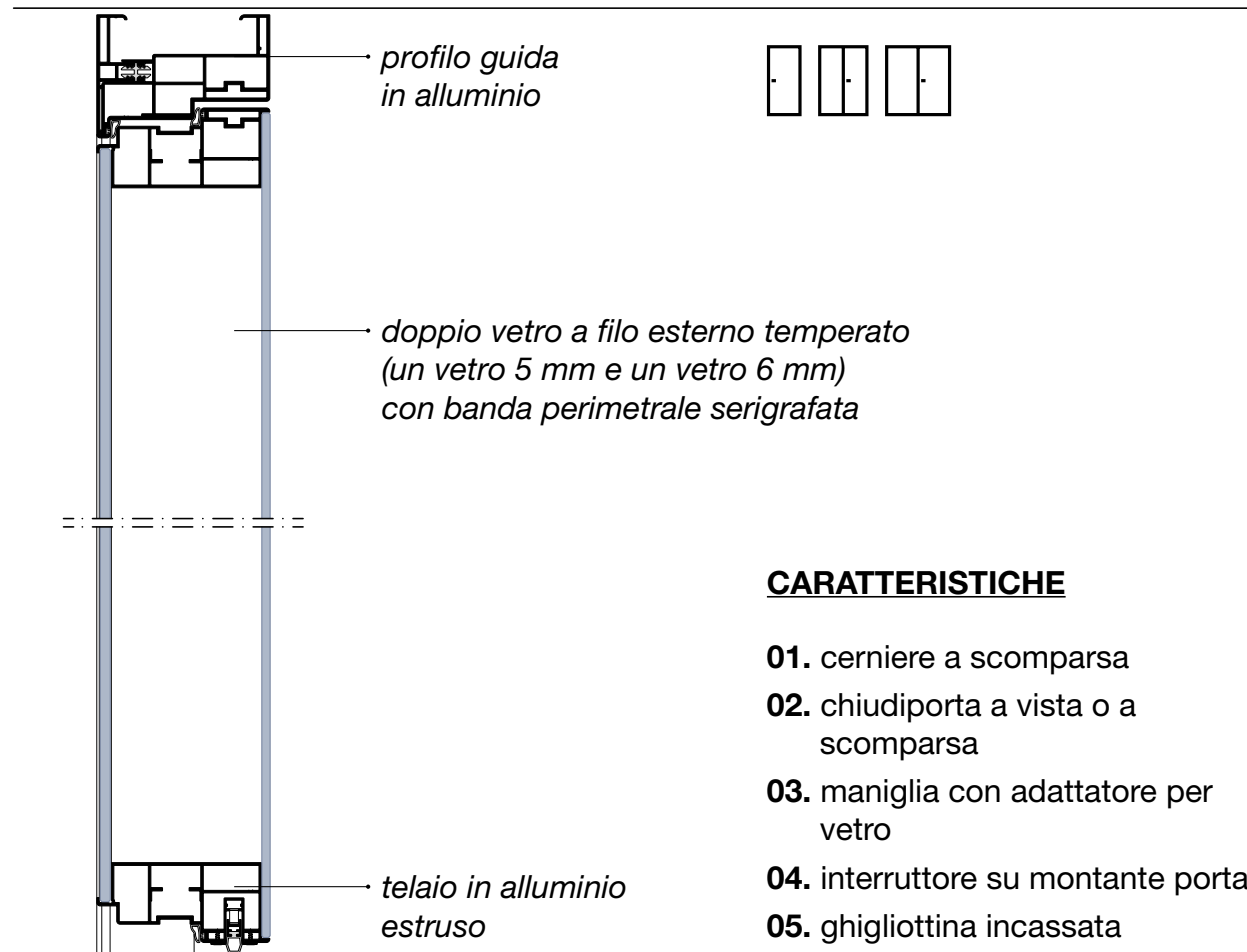 profilo guida
in alluminio
doppio vetro a filo esterno temperato
(un vetro 5 mm e un vetro 6 mm)
con banda perimetrale serigrafata
telaio in alluminio
estruso
CARATTERISTICHE
01. cerniere a scomparsa
02. chiudiporta a vista o a
scomparsa
03. maniglia con adattatore per
vetro
04. interruttore su montante porta
05. ghigliottina incassata